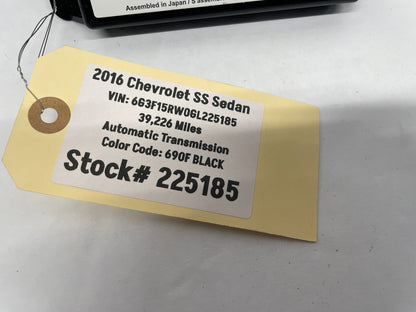 Assembled in Japan / S
2016 Chevrolet SS Sedan
VIN: 6G3F15RW0GL225185
39,226 Miles
Automatic Transmission
Color Code: 690F BLACK
Stock# 225185